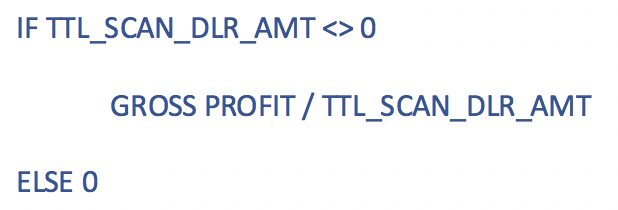 IF TTL_SCAN_DLR_AMT <> 0
GROSS PROFIT / TTL_SCAN_DLR_AMT
ELSE 0